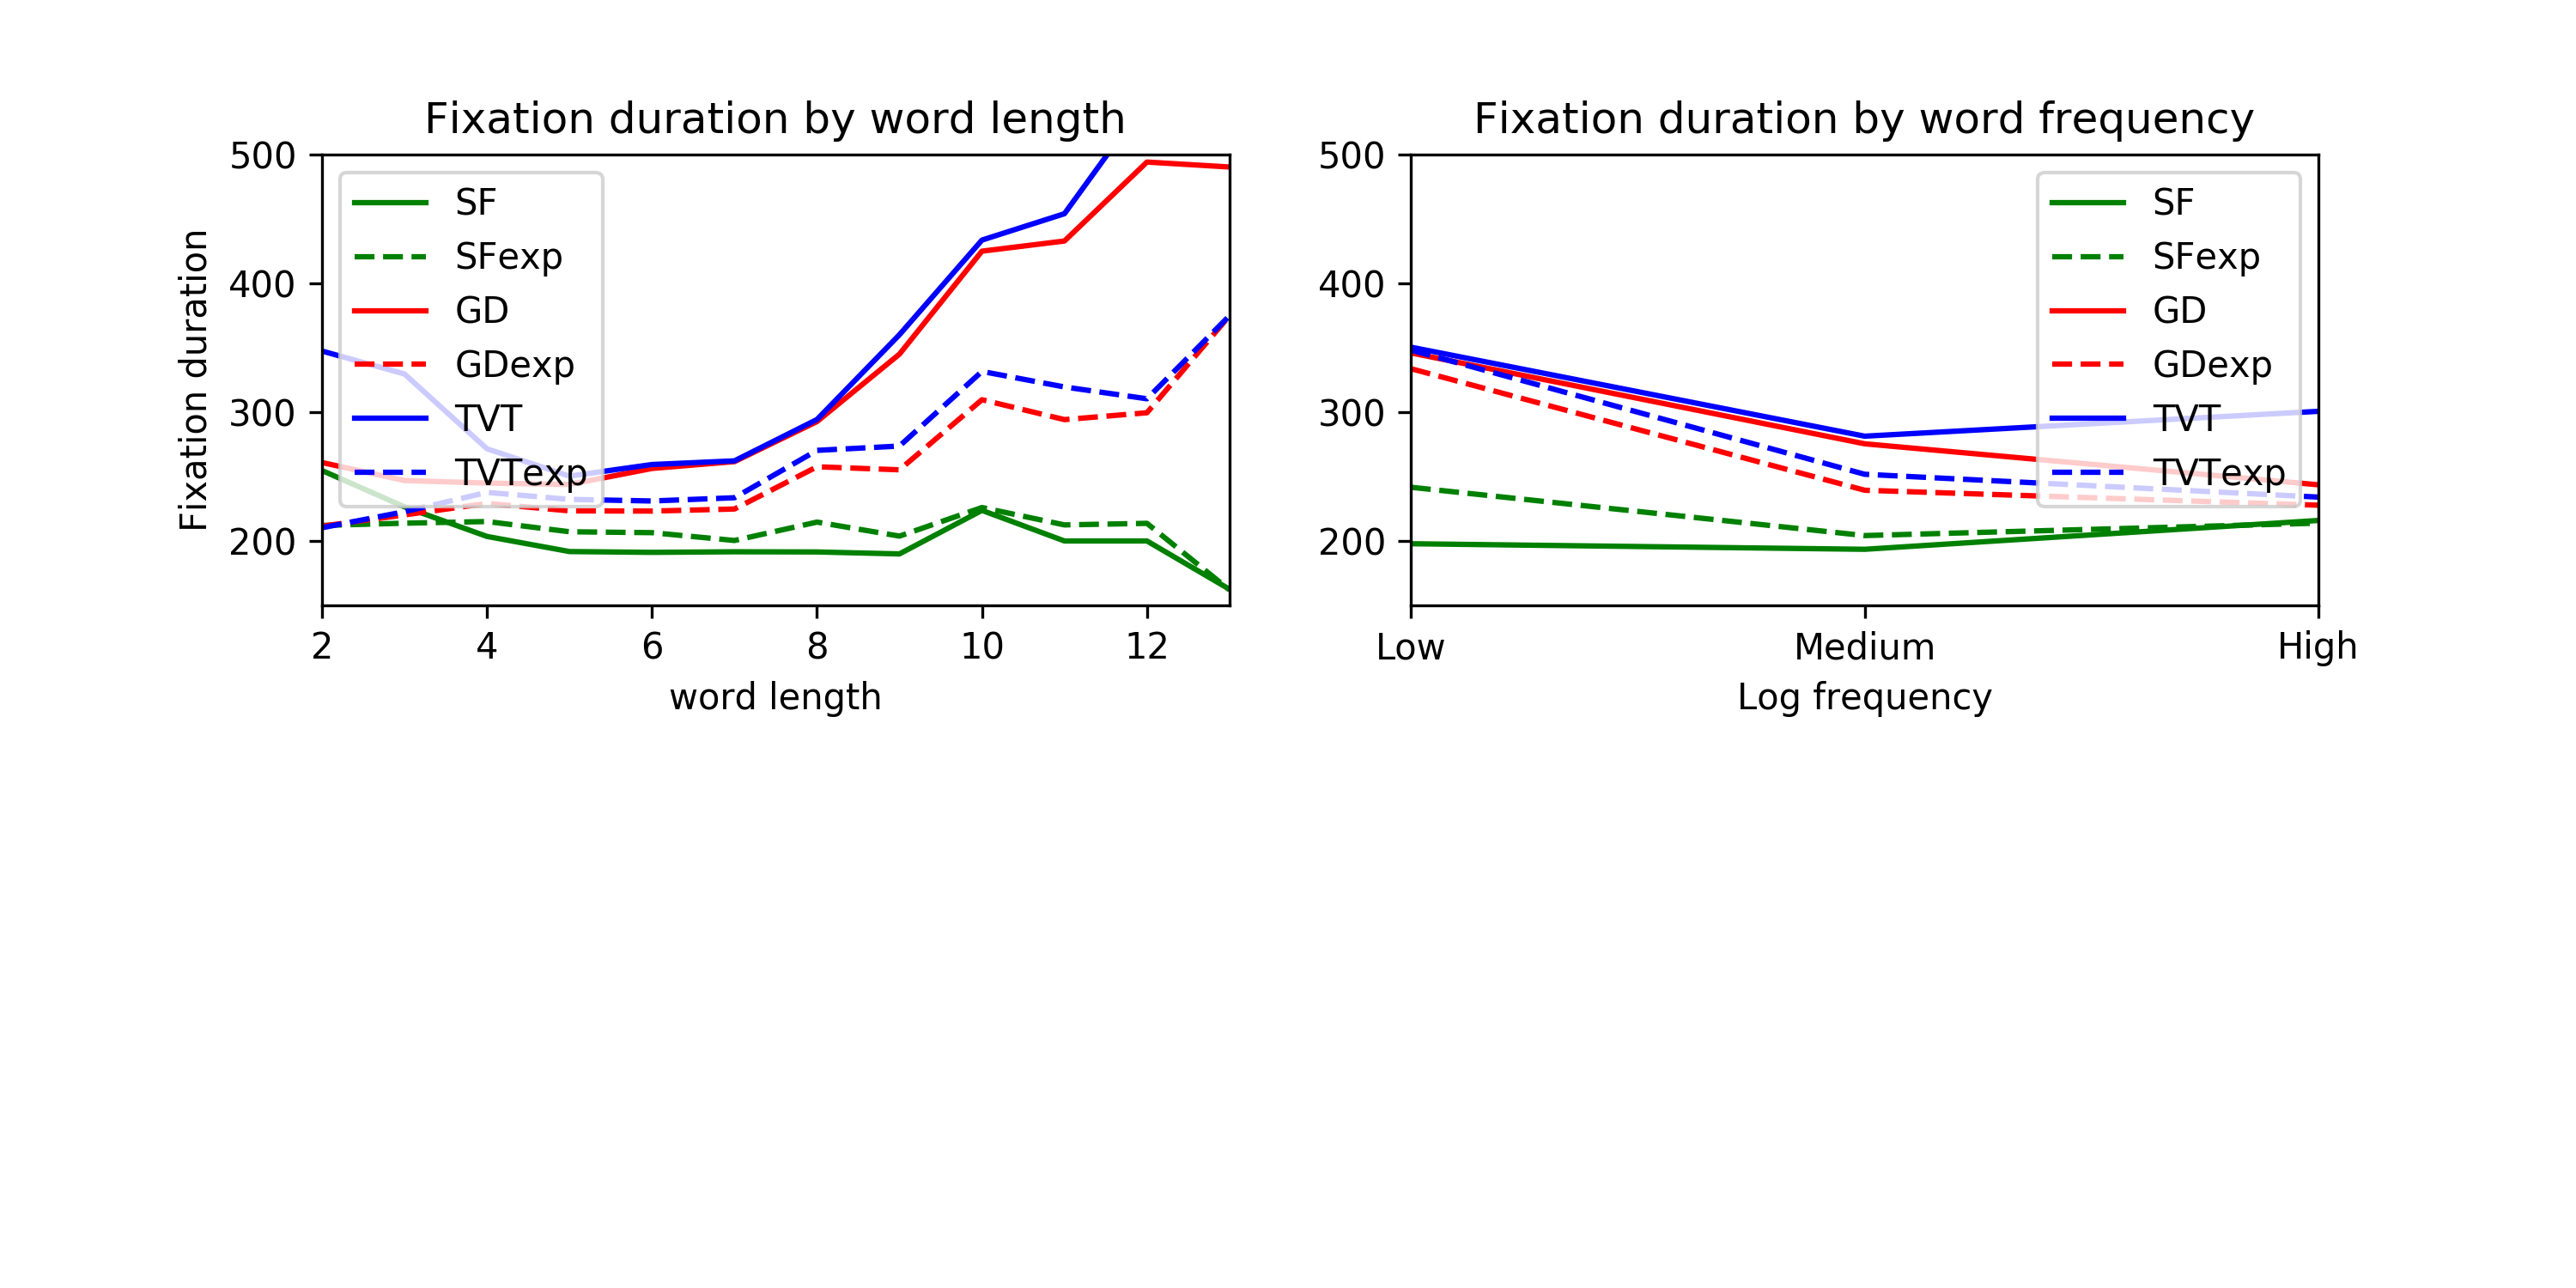 Fixation duration by word length
500
400
300
200
Fixation duration
SF
SFexp
GD
GDexp
TVT
TVTexp
2 4 6 8 10 12
word length
Fixation duration by word frequency
500
400
300
200
SF
SFexp
GD
GDexp
TVT
TVTexp
Low Medium High
Log frequency